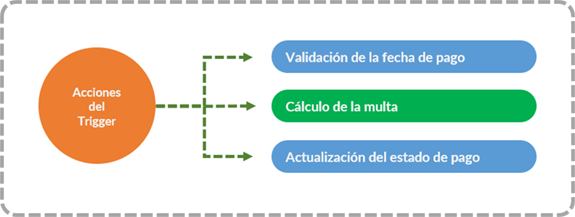 Acciones
del
Trigger
Validación de la fecha de pago
Cálculo de la multa
Actualización del estado de pago